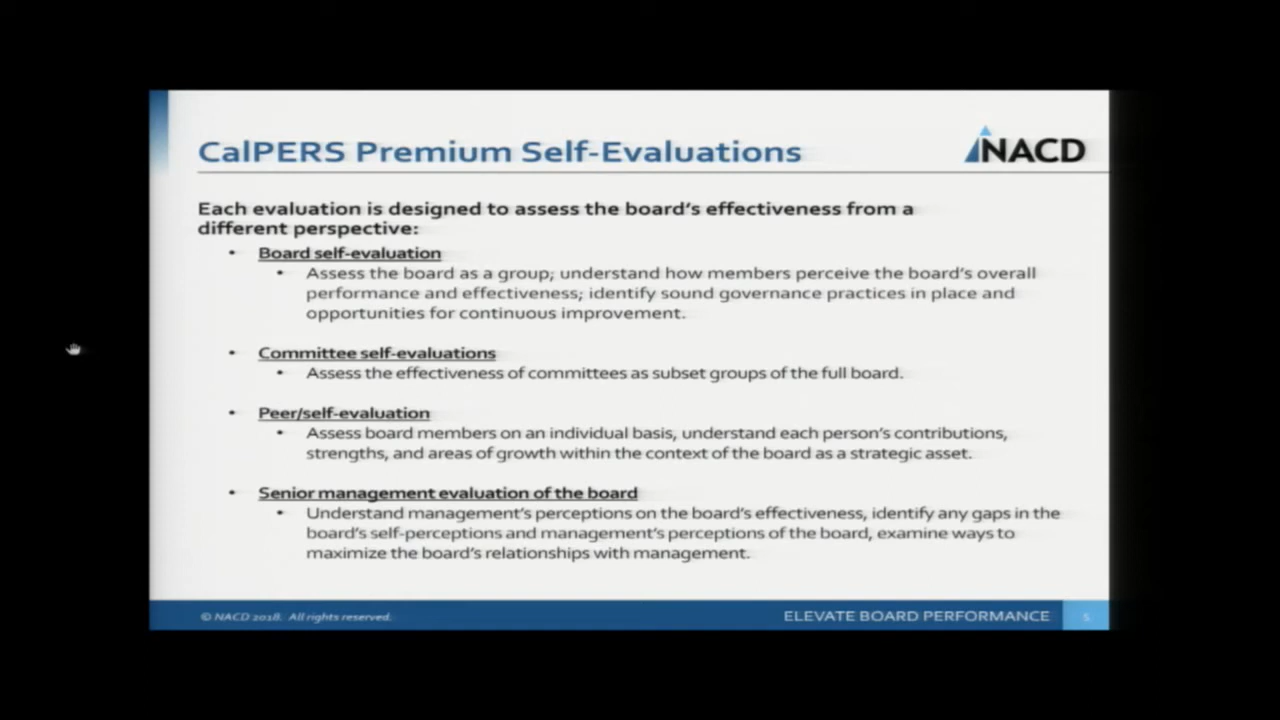 CalPERS Premium Self-Evaluations
NACD
Each evaluation is designed to assess the board's effectiveness from a
different perspective:
• Board self-evaluation
• Assess the board as a group; understand how members perceive the board's overall
performance and effectiveness; identify sound governance practices in place and
opportunities for continuous improvement.
• Committee self-evaluations
• Assess the effectiveness of committees as subset groups of the full board.
• Peer/self-evaluation
• Assess board members on an individual basis, understand each person's contributions,
strengths, and areas of growth within the context of the board as a strategic asset.
• Senior management evaluation of the board
• Understand management's perceptions on the board's effectiveness, identify any gaps in the
board's self-perceptions and management's perceptions of the board, examine ways to
maximize the board's relationships with management.
© NACD 2018. All rights reserved.
ELEVATE BOARD PERFORMANCE
5